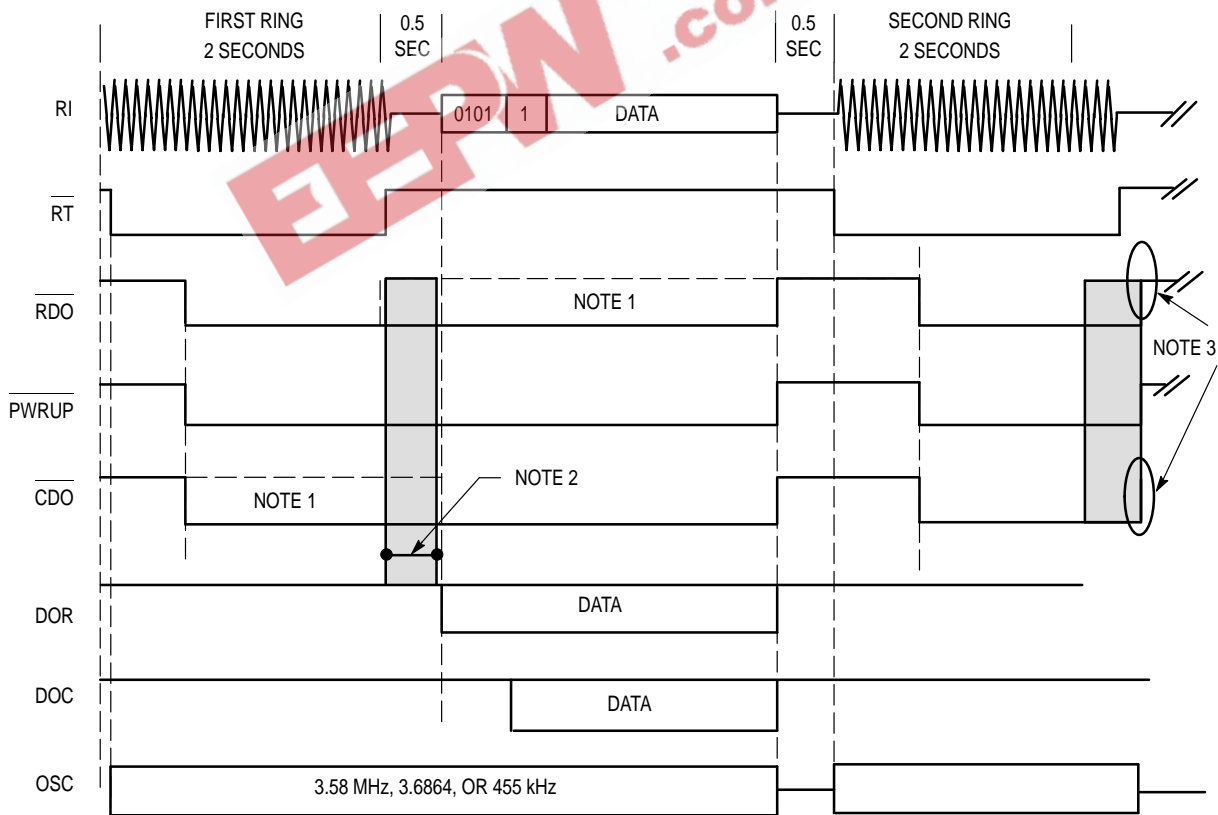 FIRST RING
2 SECONDS
0.5
SEC
0.5
SEC
SECOND RING
2 SECONDS
EEPW .com
RI
0101
1
DATA
RT
RDO
NOTE 1
NOTE 3
PWRUP
CDO
NOTE 1
NOTE 2
DOR
DATA
DOC
DATA
OSC
3.58 MHz, 3.6864, OR 455 kHz